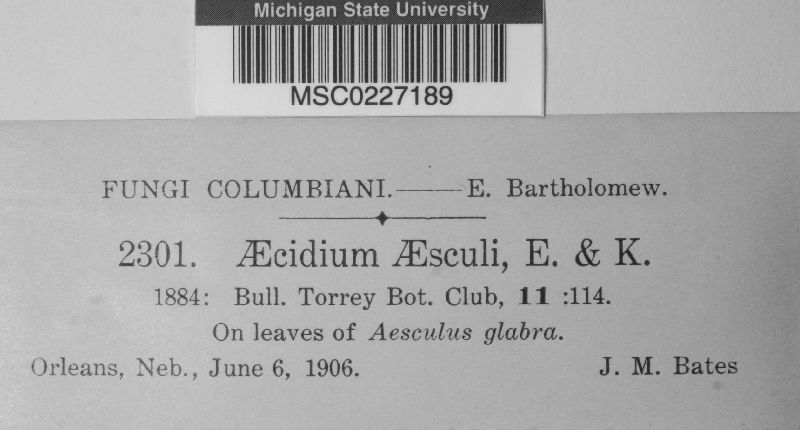 Michigan State University
MSC0227189
FUNGI COLUMBIANI.——E. Bartholomew.
2301. Æcidium Æsculi, E. & K.
1884: Bull. Torrey Bot. Club, 11 :114.
On leaves of Aesculus glabra.
Orleans, Neb., June 6, 1906. J. M. Bates